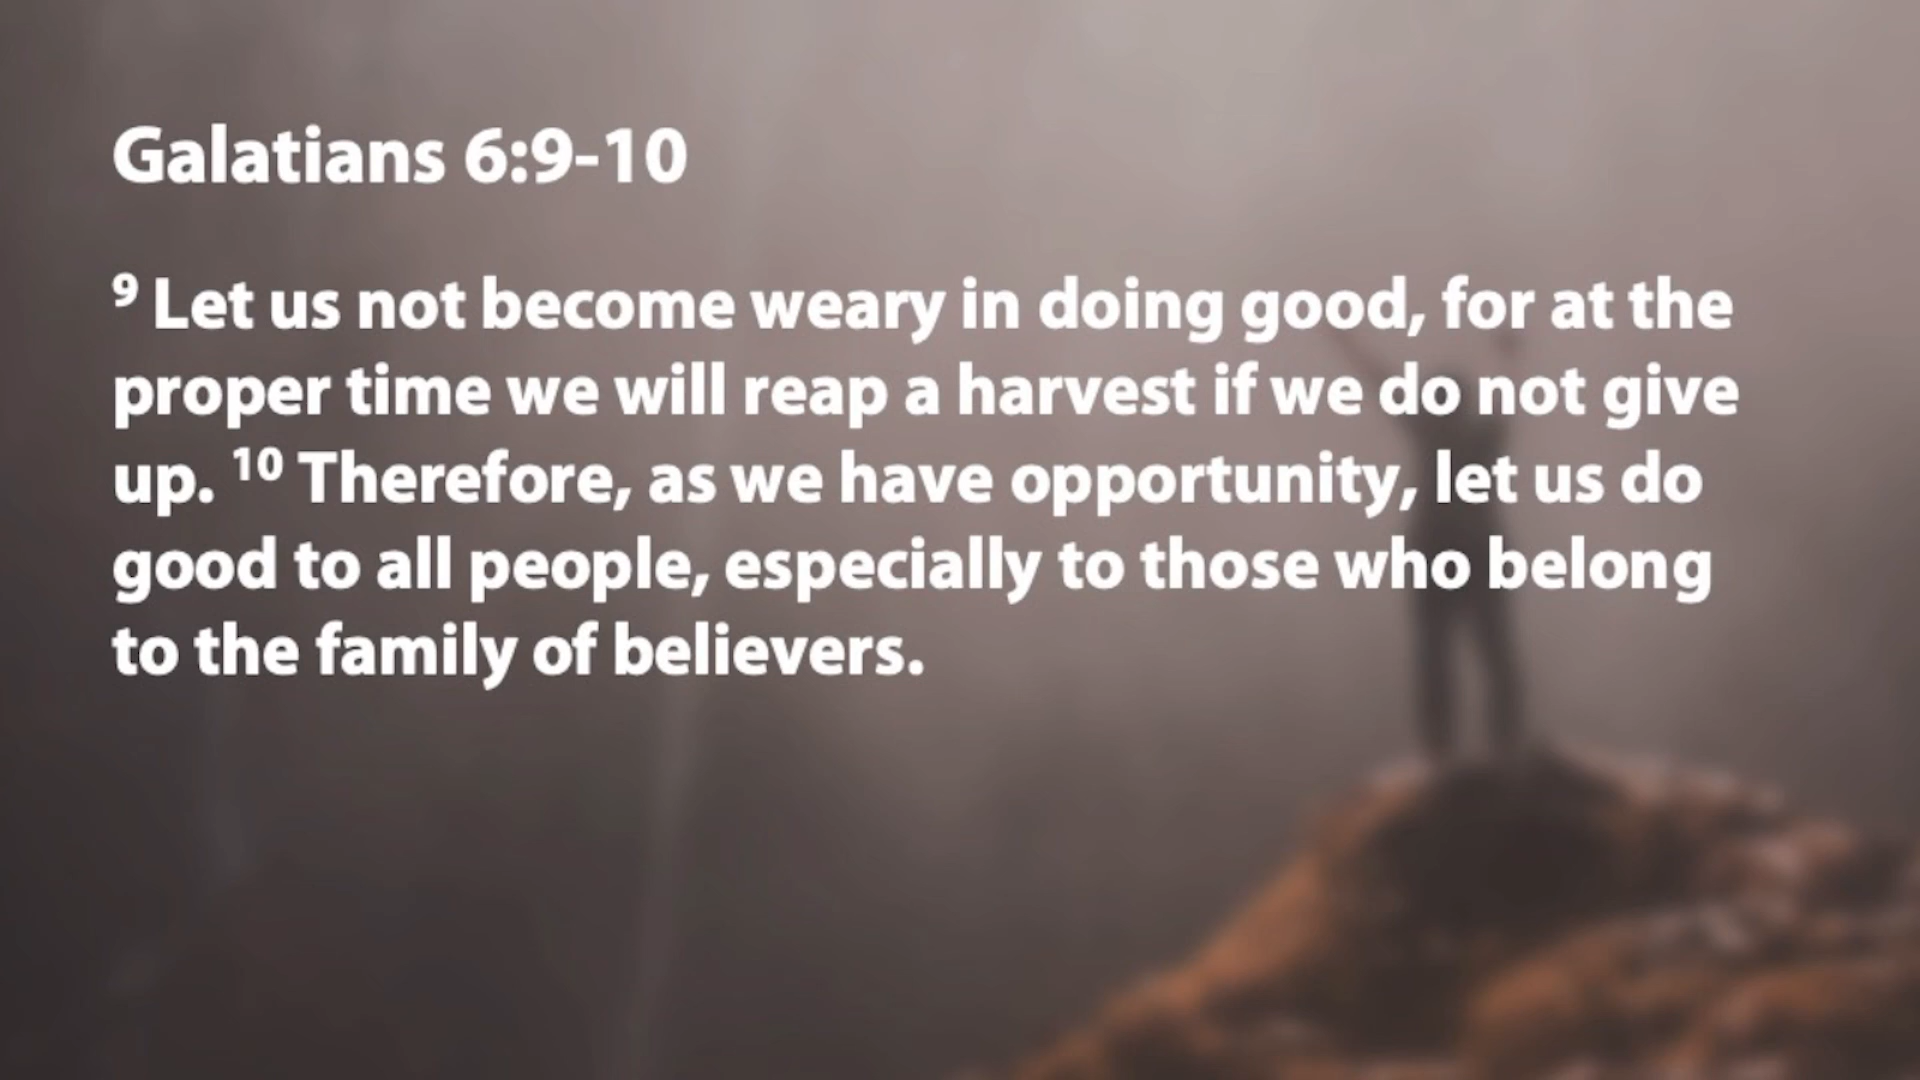 Galatians 6:9-10
⁹ Let us not become weary in doing good, for at the
proper time we will reap a harvest if we do not give
up. ¹⁰ Therefore, as we have opportunity, let us do
good to all people, especially to those who belong
to the family of believers.